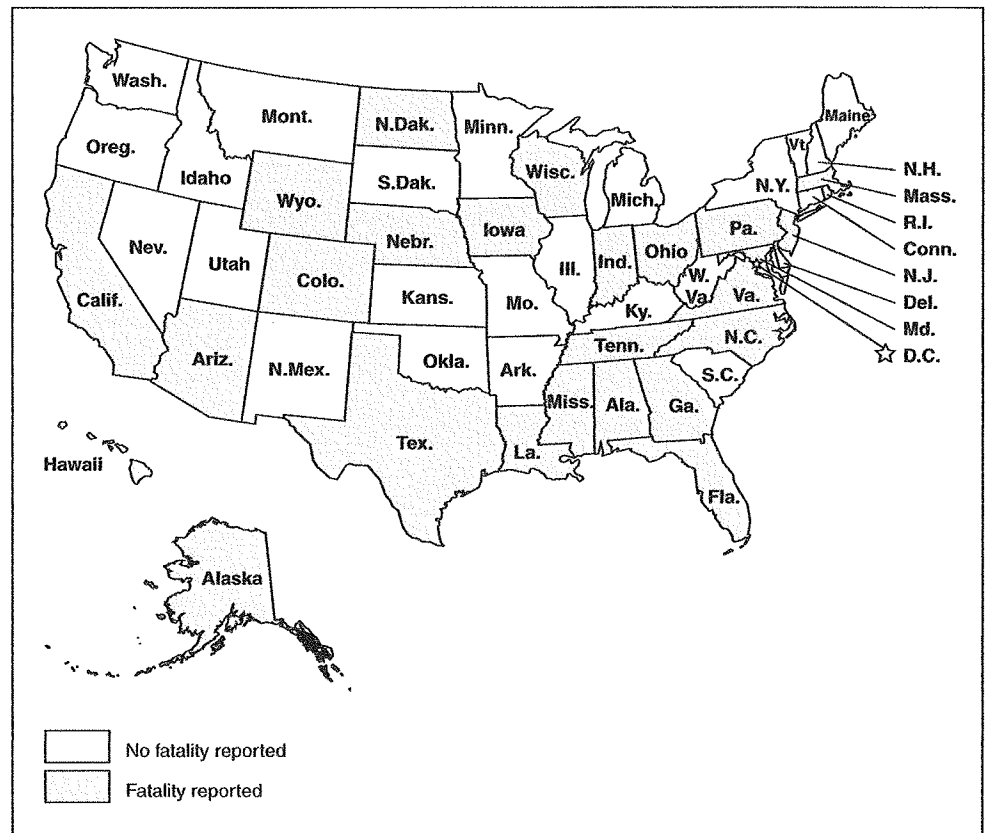 Wash.
Mont.
N.Dak.
Minn.
Maine
Oreg.
Idaho
S.Dak.
Wisc.
Mich.
Vt.
N.H.
N.Y.
Mass.
R.I.
Conn.
N.J.
Del.
Md.
D.C.
Wyo.
Iowa
Nebr.
Pa.
Nev.
Utah
Colo.
Ill.
Ind.
Ohio
W.
Va.
Va.
Calif.
Kans.
Mo.
Ky.
N.C.
Tenn.
Ariz.
N.Mex.
Okla.
Ark.
S.C.
Miss.
Ala.
Ga.
Tex.
La.
Fla.
Hawaii
Alaska
No fatality reported
Fatality reported